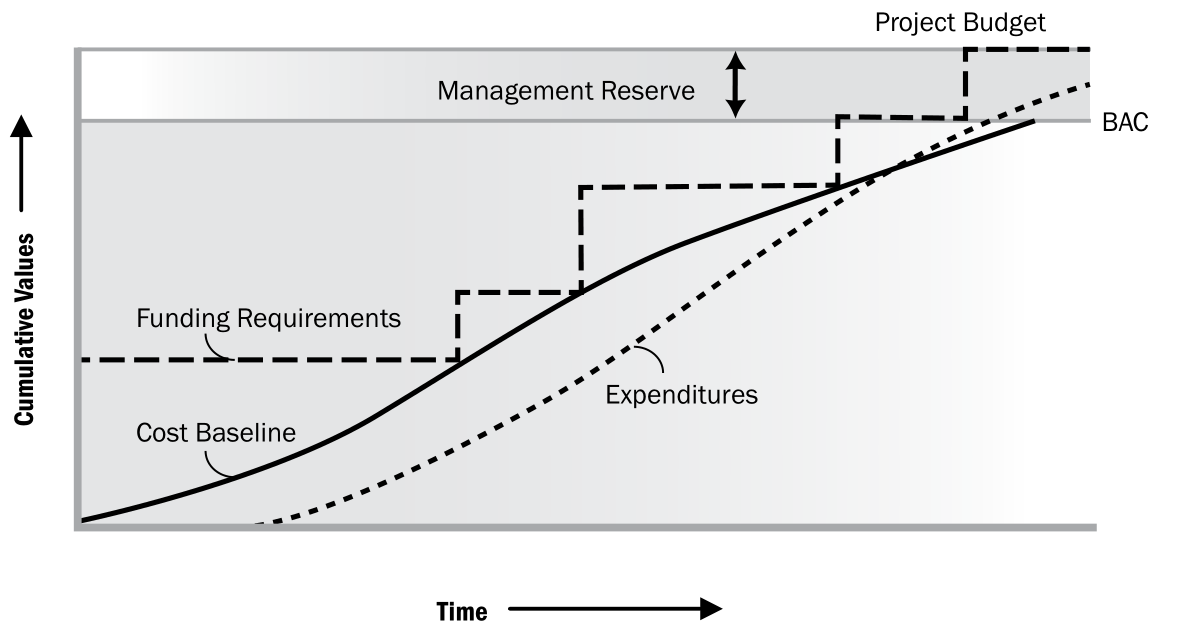 Project Budget
Management Reserve
BAC
Cumulative Values
Funding Requirements
Expenditures
Cost Baseline
Time